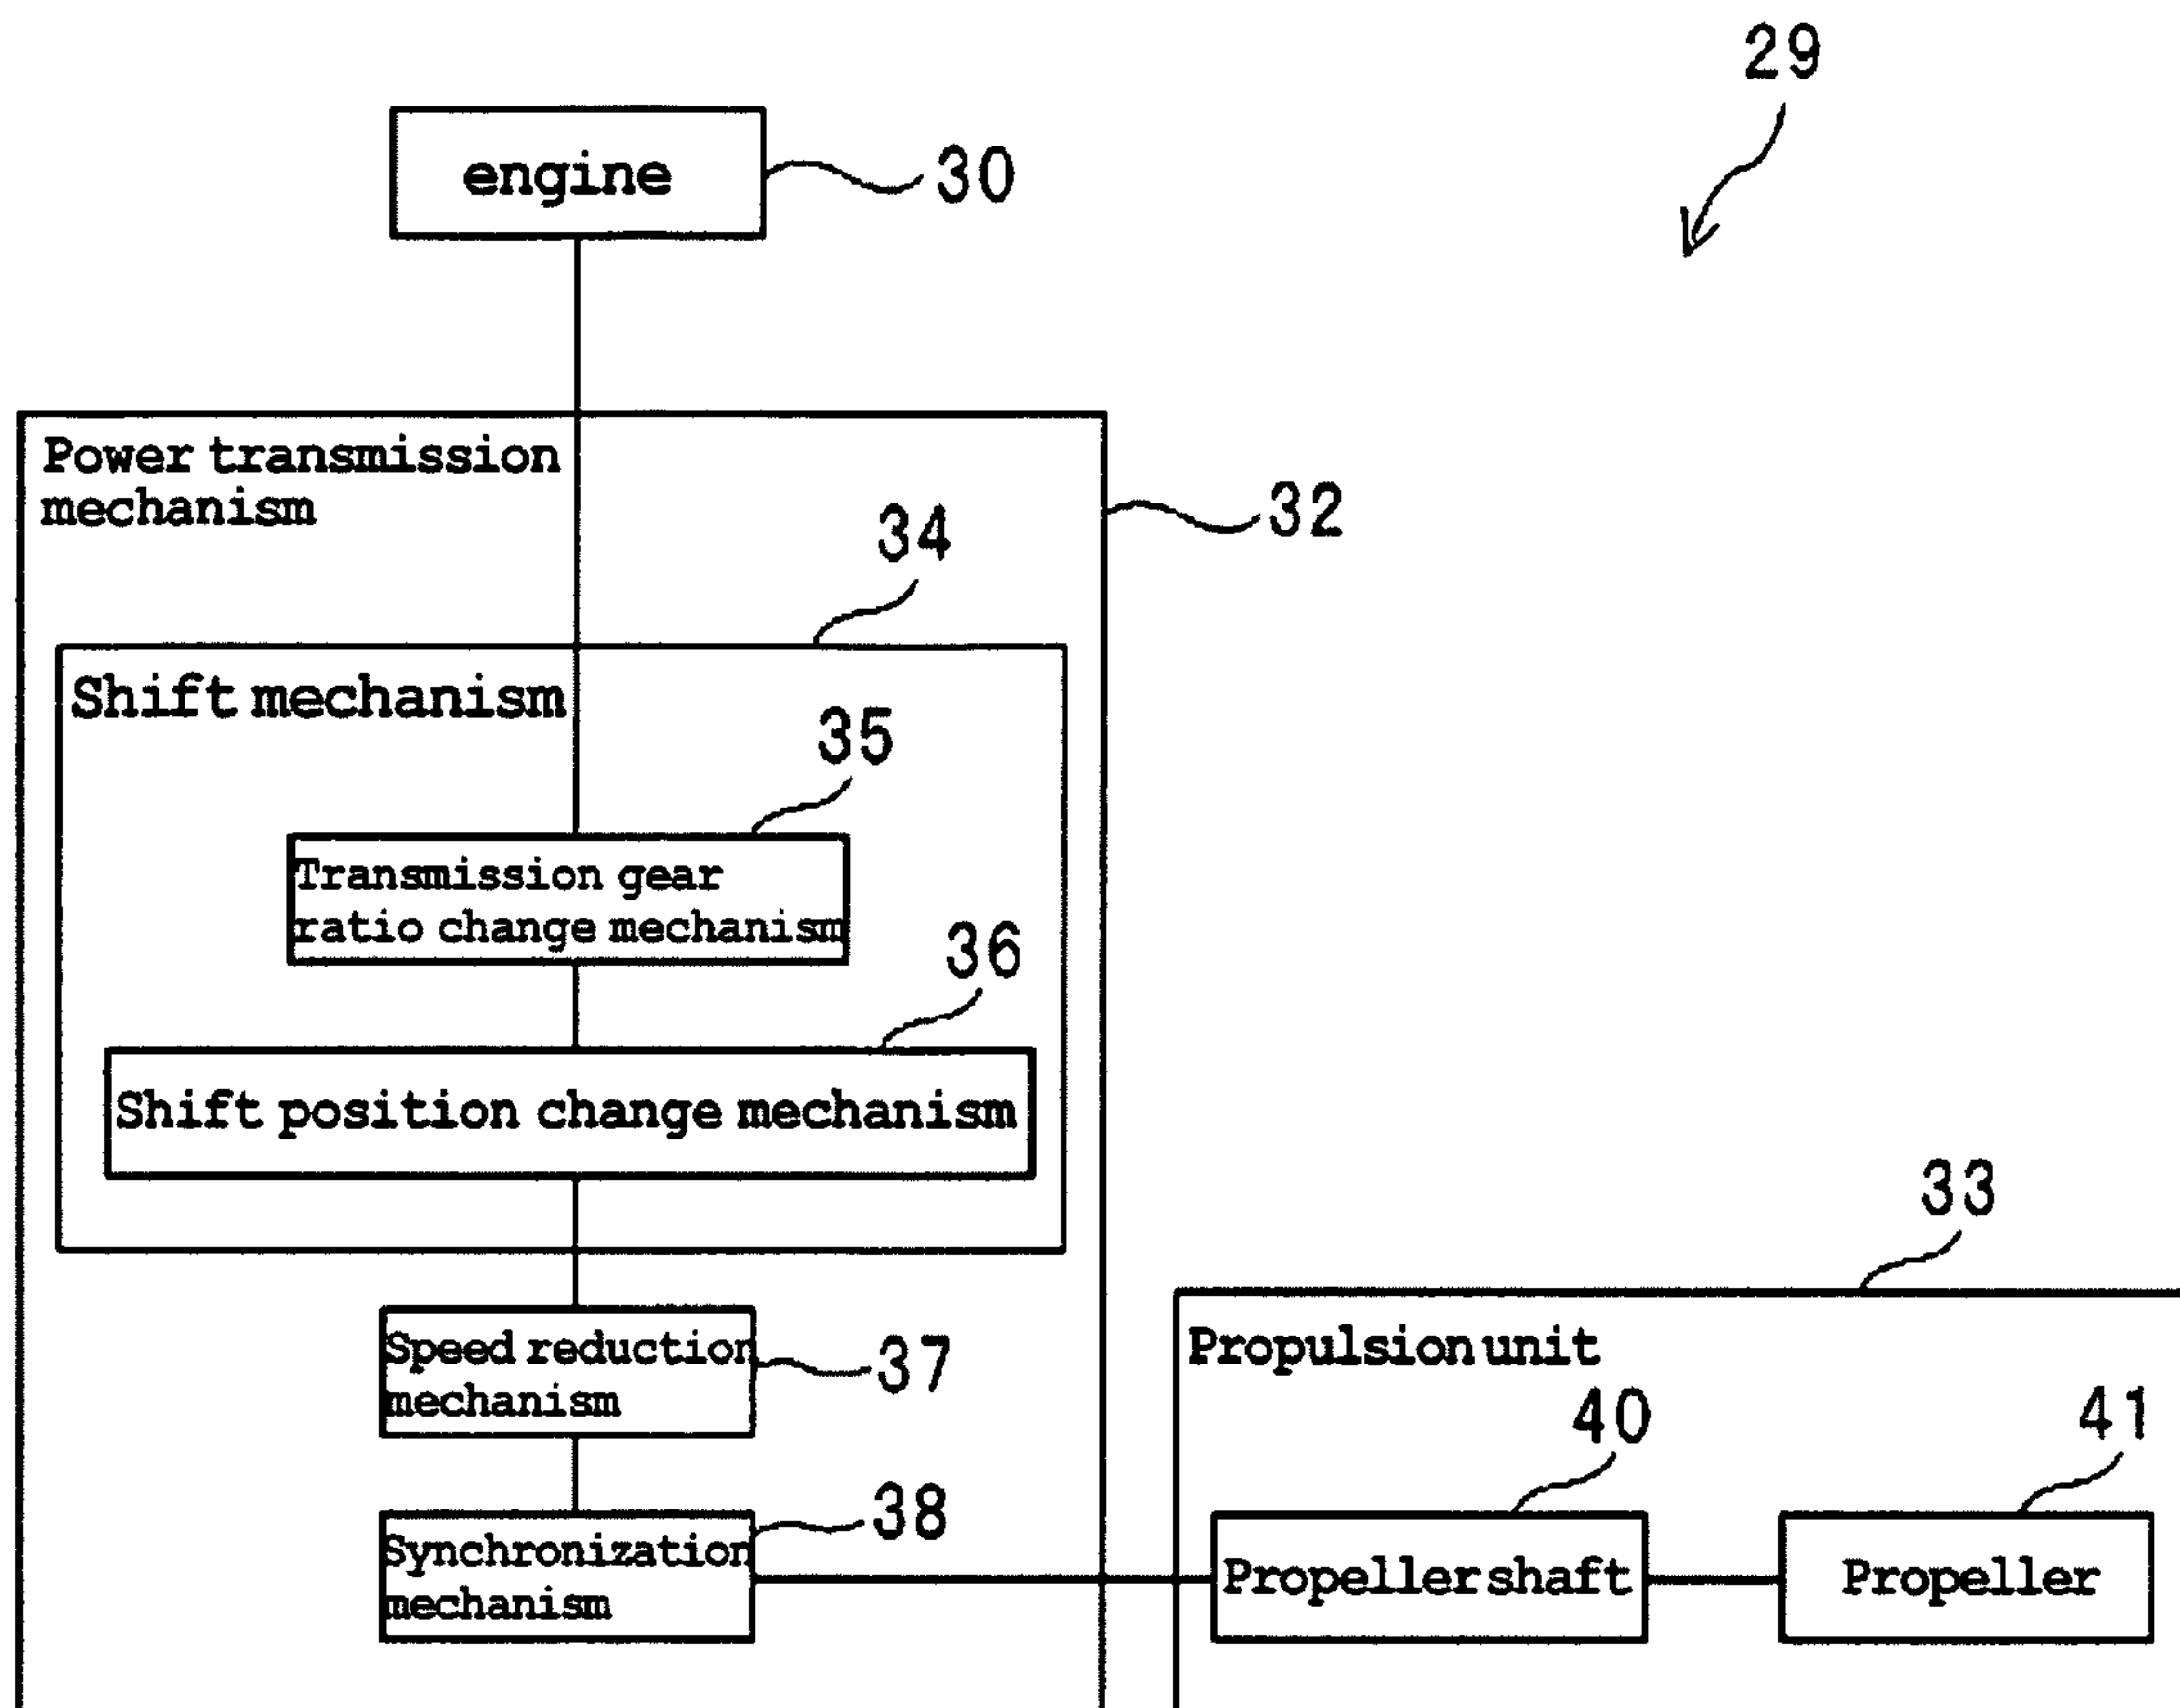 29
engine
30
Power transmission
mechanism
32
34
Shift mechanism
35
Transmission gear
ratio change mechanism
36
Shift position change mechanism
33
Speed reduction
mechanism
37
Propulsion unit
40
41
Synchronization
mechanism
38
Propeller shaft
Propeller